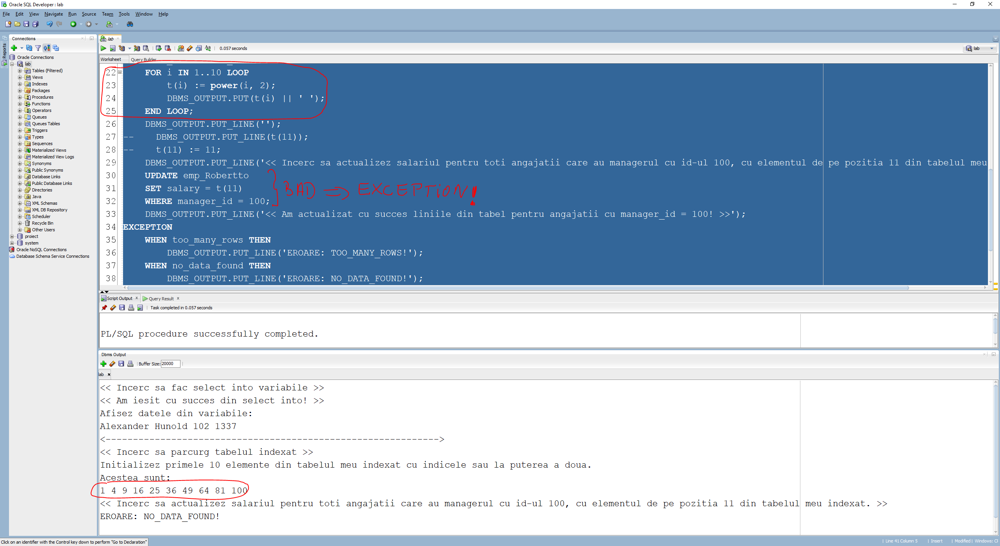 Oracle SQL Developer : lab
File Edit View Navigate Run Source Team Tools Window Help
Reports
Connections
Oracle Connections
lab
Tables (Filtered)
Views
Indexes
Packages
Procedures
Functions
Operators
Queues
Queues Tables
Triggers
Types
Sequences
Materialized Views
Materialized View Logs
Synonyms
Public Synonyms
Database Links
Public Database Links
Directories
Java
XML Schemas
XML DB Repository
Scheduler
Recycle Bin
Other Users
proiect
system
Oracle NoSQL Connections
Database Schema Service Connections
lab
0.057 seconds
lab
Worksheet Query Builder
22 FOR i IN 1..10 LOOP
23 t(i) := power(i, 2);
24 DBMS_OUTPUT.PUT(t(i) || ' ');
25 END LOOP;
26 DBMS_OUTPUT.PUT_LINE('');
27 -- DBMS_OUTPUT.PUT_LINE(t(11));
28 -- t(11) := 11;
29 DBMS_OUTPUT.PUT_LINE('<< Incerc sa actualizez salariul pentru toti angajatii care au managerul cu id-ul 100, cu elementul de pe pozitia 11 din tabelul meu
30 UPDATE emp_Robertto
31 SET salary = t(11)
32 WHERE manager_id = 100;
BAD => EXCEPTiON!
33 DBMS_OUTPUT.PUT_LINE('<< Am actualizat cu succes liniile din tabel pentru angajatii cu manager_id = 100! >>');
34 EXCEPTION
35 WHEN too_many_rows THEN
36 DBMS_OUTPUT.PUT_LINE('EROARE: TOO_MANY_ROWS!');
37 WHEN no_data_found THEN
38 DBMS_OUTPUT.PUT_LINE('EROARE: NO_DATA_FOUND!');
Script Output x Query Result x
Task completed in 0.057 seconds
PL/SQL procedure successfully completed.
Dbms Output
Buffer Size: 20000
lab x
<< Incerc sa fac select into variabile >>
<< Am iesit cu succes din select into! >>
Afisez datele din variabile:
Alexander Hunold 102 1337
<------------------------------------------------------------->
<< Incerc sa parcurg tabelul indexat >>
Initializez primele 10 elemente din tabelul meu indexat cu indicele sau la puterea a doua.
Acestea sunt:
1 4 9 16 25 36 49 64 81 100
<< Incerc sa actualizez salariul pentru toti angajatii care au managerul cu id-ul 100, cu elementul de pe pozitia 11 din tabelul meu indexat. >>
EROARE: NO_DATA_FOUND!
Click on an identifier with the Control key down to perform "Go to Declaration"
Line 41 Column 5 | Insert | Modified | Windows: CF